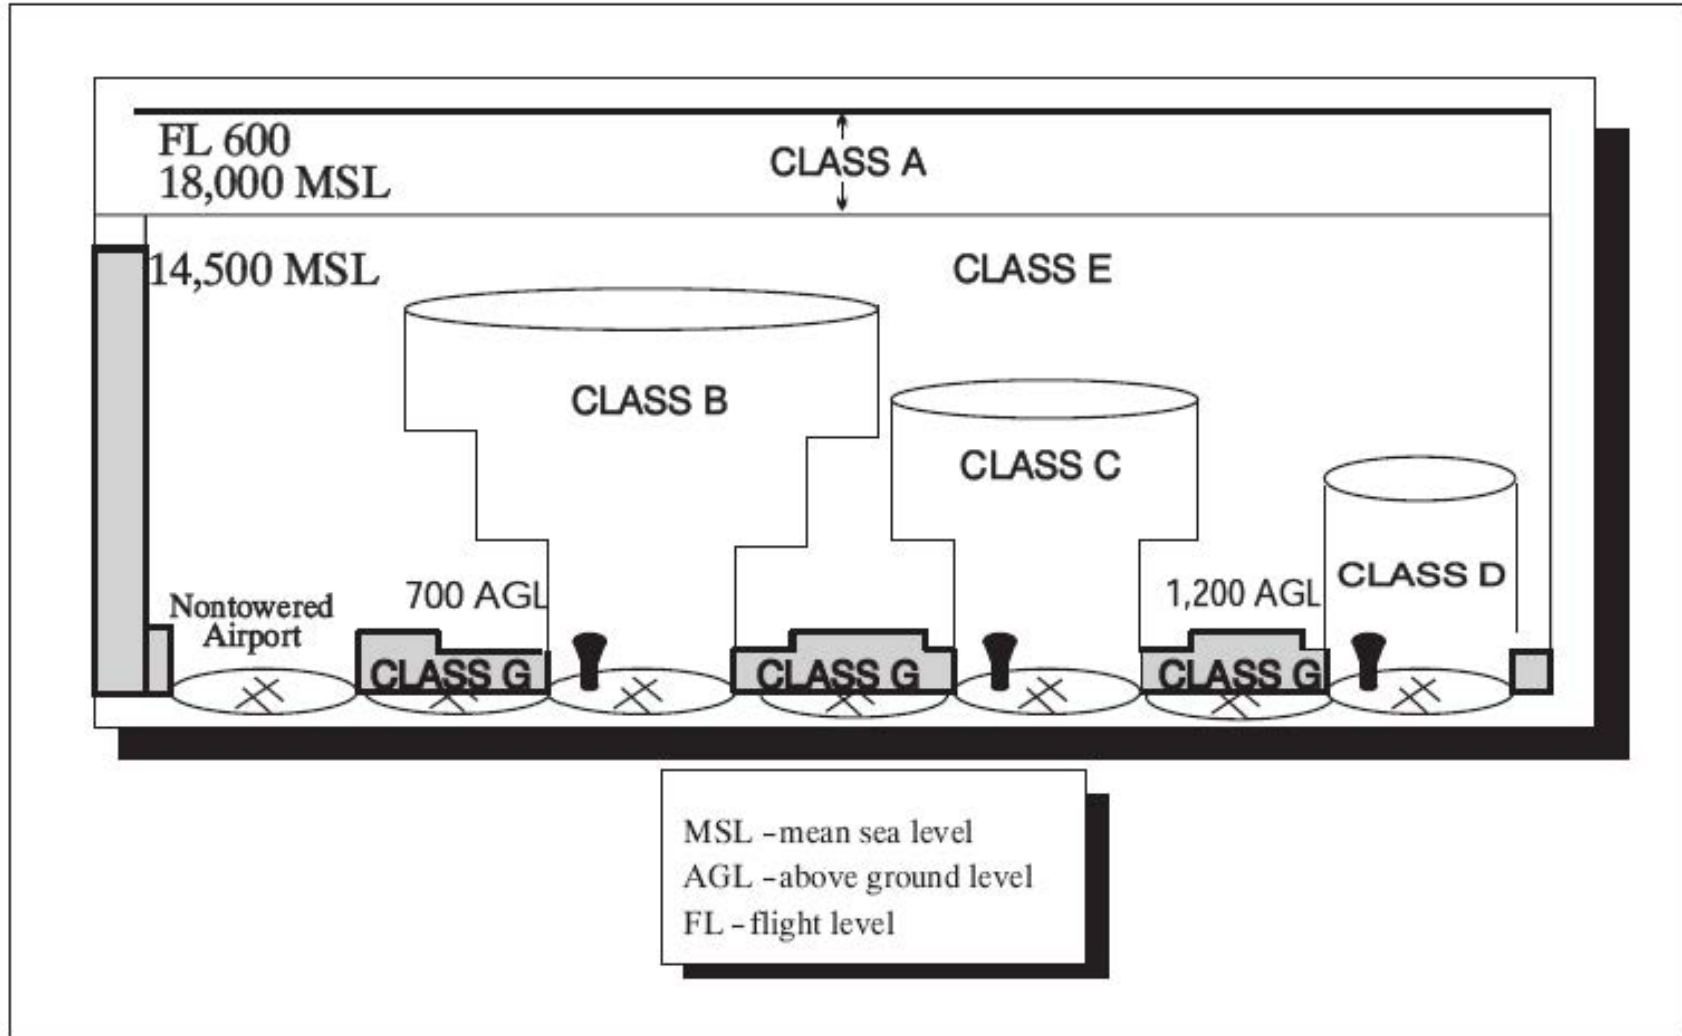 FL 600
18,000 MSL
CLASS A
14,500 MSL
CLASS E
CLASS B
CLASS C
CLASS D
Nontowered
Airport
700 AGL
1,200 AGL
CLASS G
CLASS G
CLASS G
MSL -mean sea level
AGL -above ground level
FL -flight level